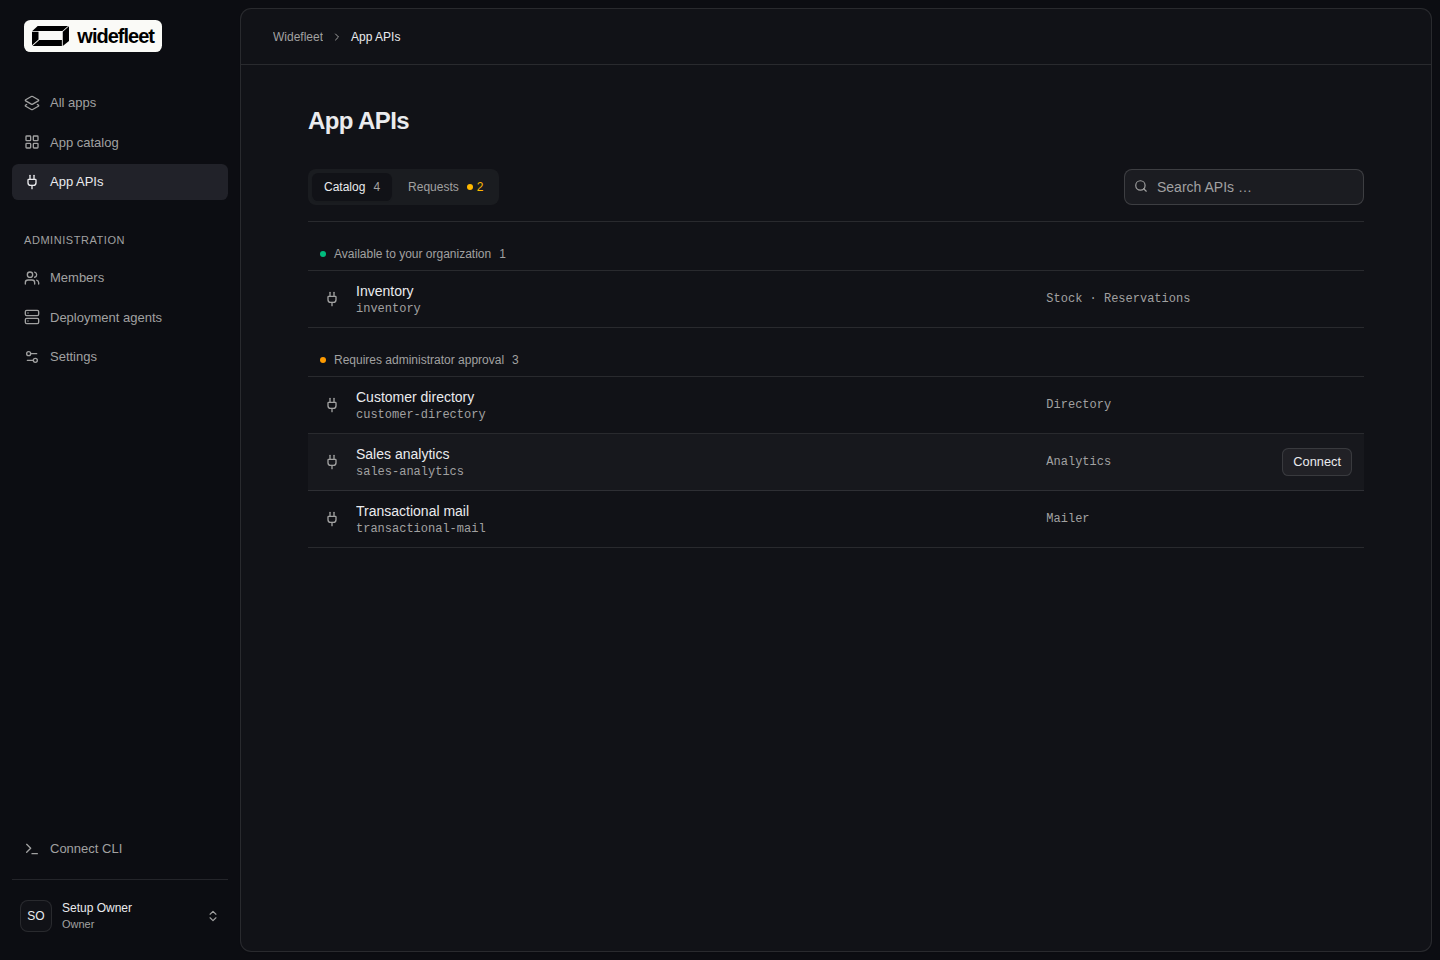 widefleet
All apps
App catalog
App APIs
ADMINISTRATION
Members
Deployment agents
Settings
Connect CLI
SO
Setup Owner
Owner
Widefleet
App APIs
App APIs
Catalog 4
Requests 2
Search APIs …
Available to your organization 1
Inventory
inventory
Stock · Reservations
Requires administrator approval 3
Customer directory
customer-directory
Directory
Sales analytics
sales-analytics
Analytics
Connect
Transactional mail
transactional-mail
Mailer